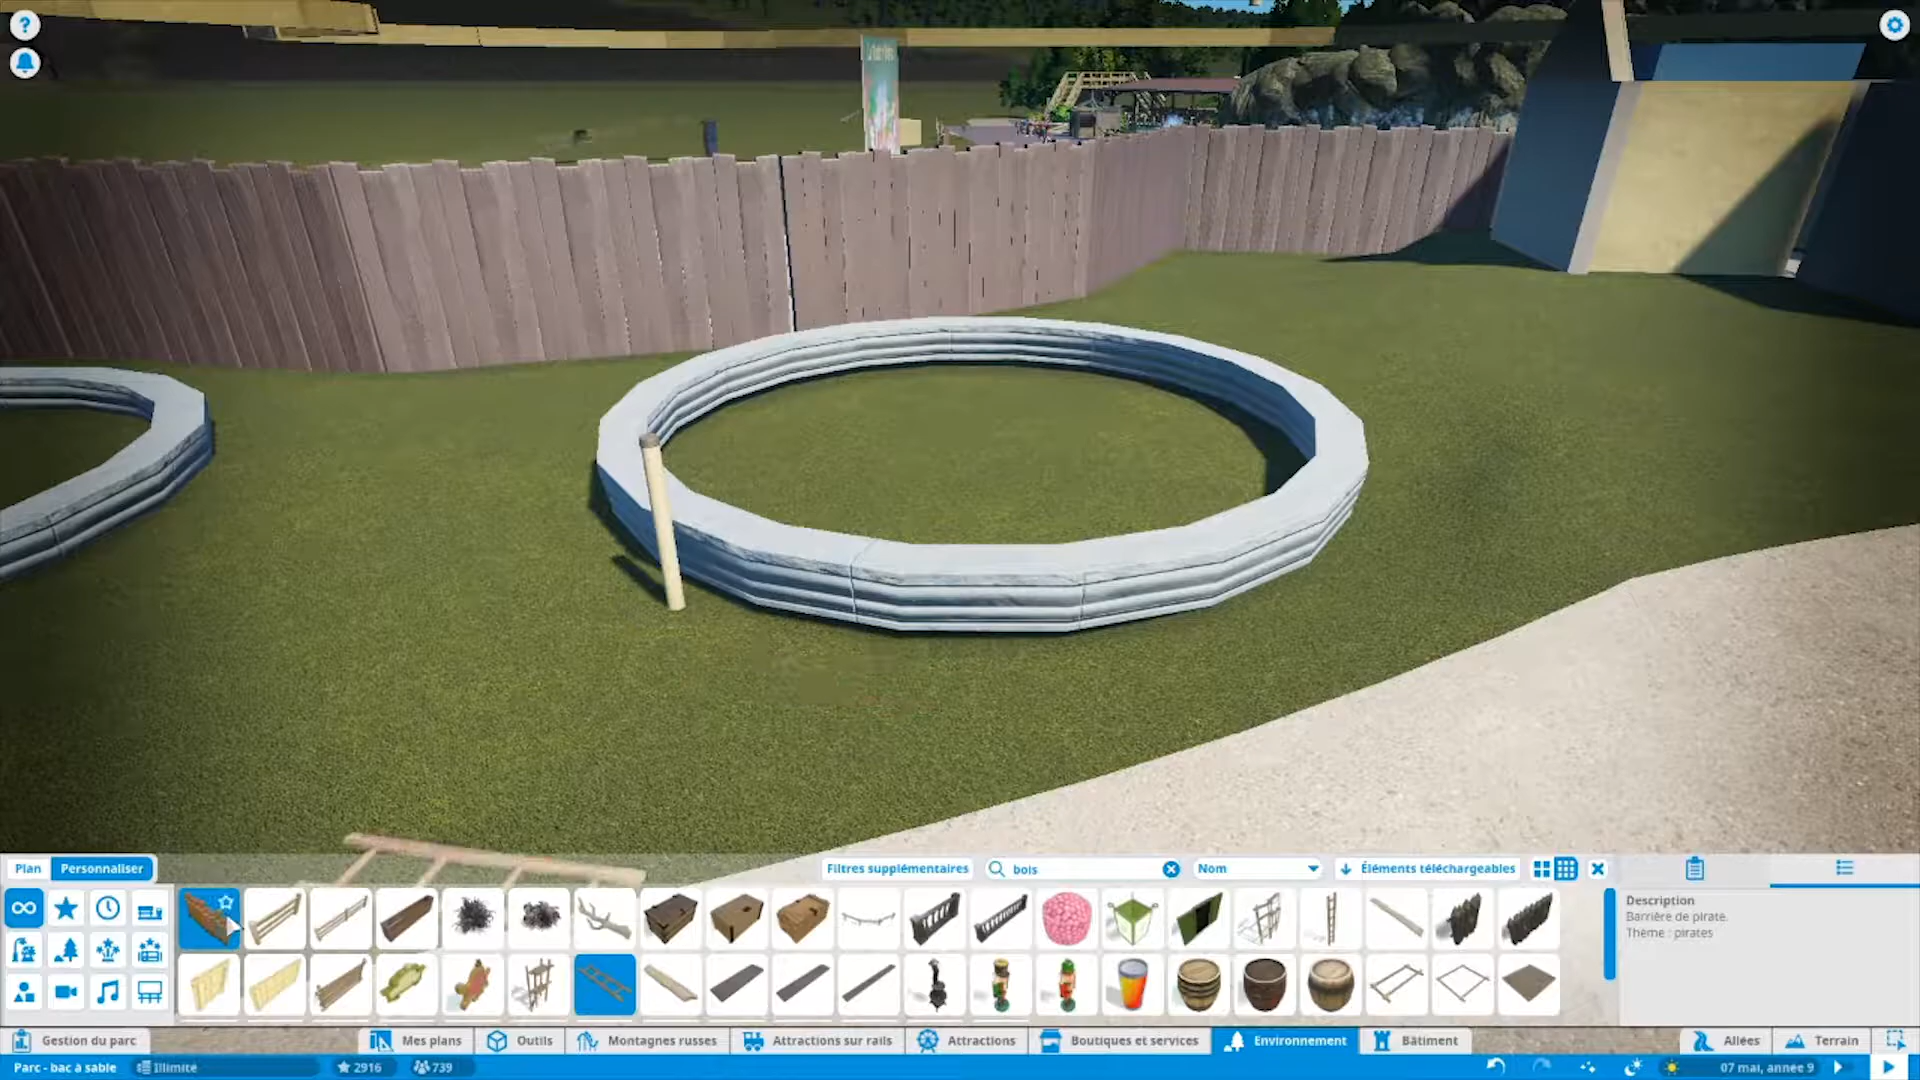 Plan
Personnaliser
Filtres supplémentaires
bois
Nom
Éléments téléchargeables
Description
Barrière de pirate.
Thème : pirates
Gestion du parc
Mes plans
Outils
Montagnes russes
Attractions sur rails
Attractions
Boutiques et services
Environnement
Bâtiment
Allées
Terrain
Parc - bac à sable
Illimité
2916
739
07 mai, année 9